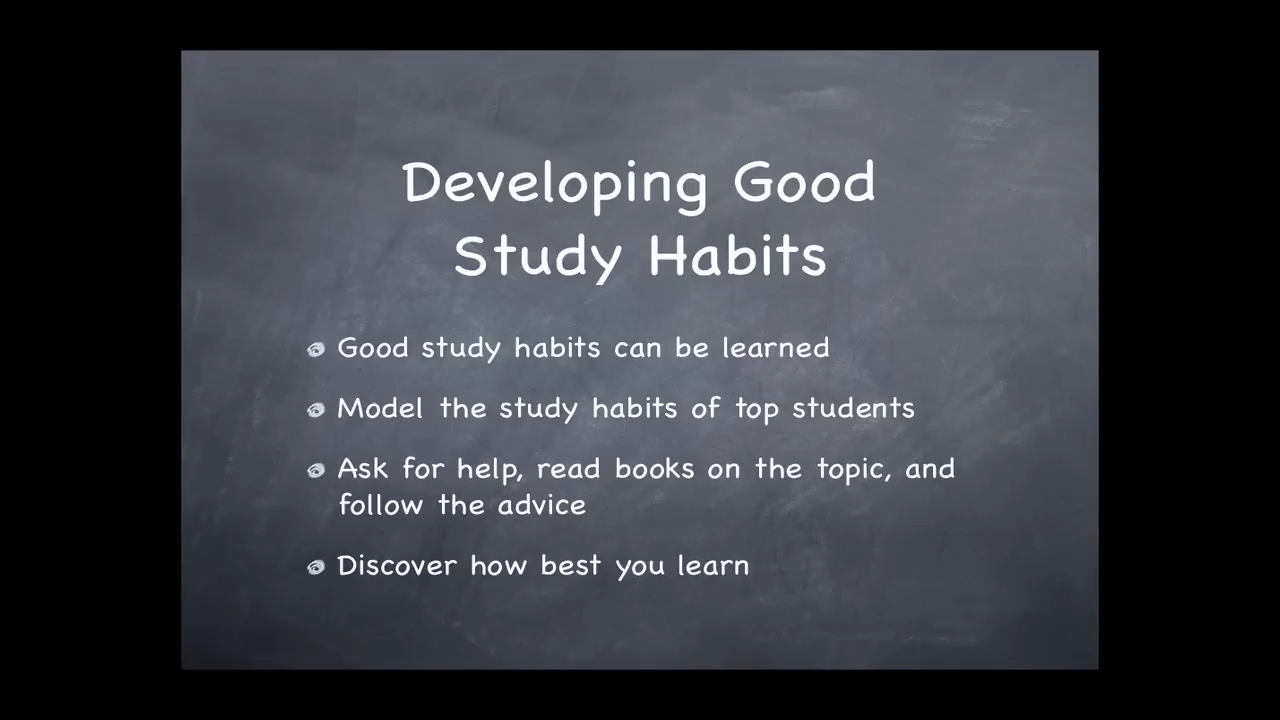 Developing Good
Study Habits
Good study habits can be learned
Model the study habits of top students
Ask for help, read books on the topic, and
follow the advice
Discover how best you learn